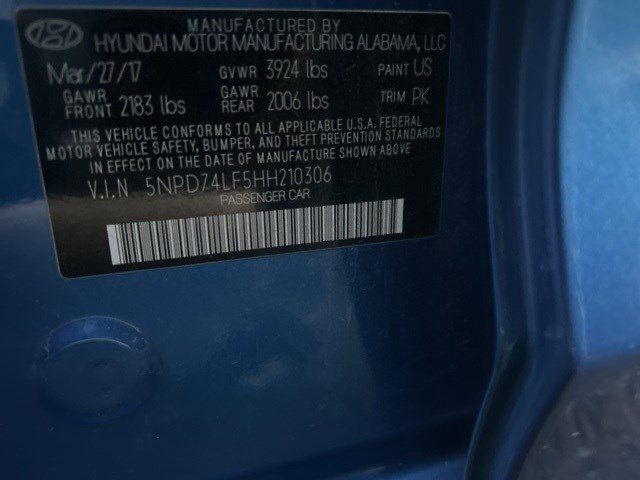 MANUFACTURED BY
HYUNDAI MOTOR MANUFACTURING ALABAMA, LLC
Mar/27/17 GVWR 3924 lbs PAINT US
GAWR FRONT 2183 lbs GAWR REAR 2006 lbs TRIM PK
THIS VEHICLE CONFORMS TO ALL APPLICABLE U.S.A. FEDERAL
MOTOR VEHICLE SAFETY, BUMPER, AND THEFT PREVENTION STANDARDS
IN EFFECT ON THE DATE OF MANUFACTURE SHOWN ABOVE.
V.I.N 5NPD74LF5HH210306
PASSENGER CAR